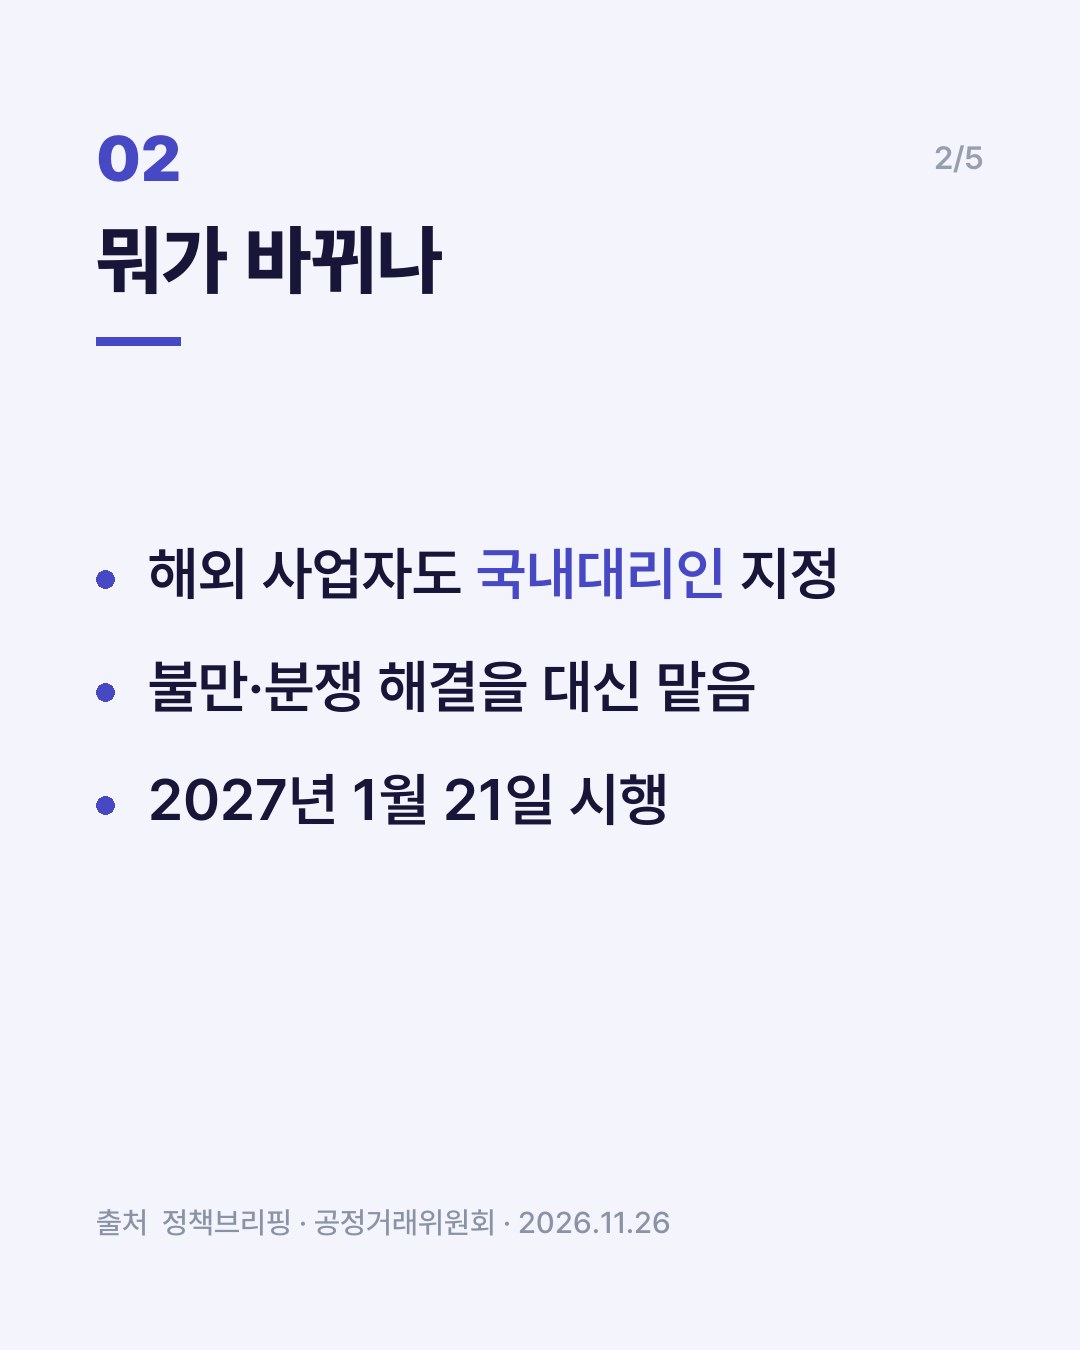 02
2/5
뭐가 바뀌나
해외 사업자도 국내대리인 지정
불만·분쟁 해결을 대신 맡음
2027년 1월 21일 시행
출처 정책브리핑 · 공정거래위원회 · 2026.11.26